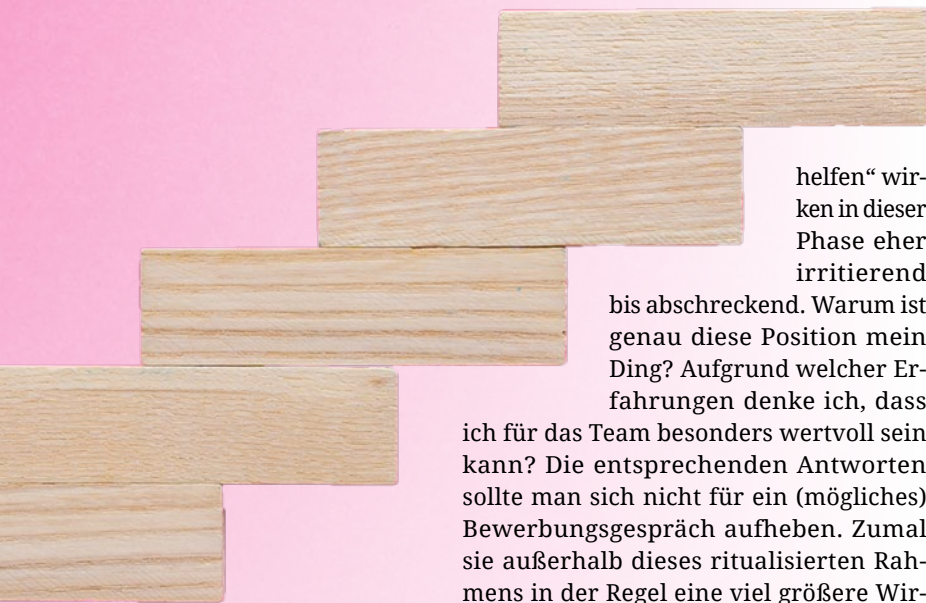 helfen“ wir-
ken in dieser
Phase eher
irritierend
bis abschreckend. Warum ist
genau diese Position mein
Ding? Aufgrund welcher Er-
fahrungen denke ich, dass
ich für das Team besonders wertvoll sein
kann? Die entsprechenden Antworten
sollte man sich nicht für ein (mögliches)
Bewerbungsgespräch aufheben. Zumal
sie außerhalb dieses ritualisierten Rah-
mens in der Regel eine viel größere Wir-